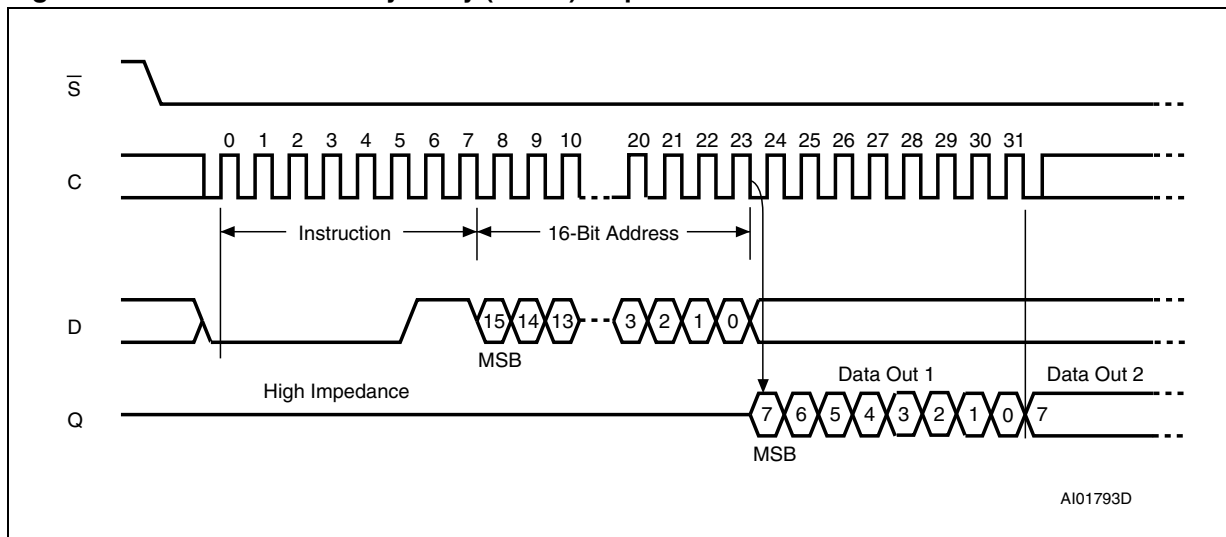 S
0 1 2 3 4 5 6 7 8 9 10 20 21 22 23 24 25 26 27 28 29 30 31
C
Instruction 16-Bit Address
D 15 14 13 3 2 1 0
MSB
High Impedance Data Out 1 Data Out 2
Q 7 6 5 4 3 2 1 0 7
MSB
AI01793D